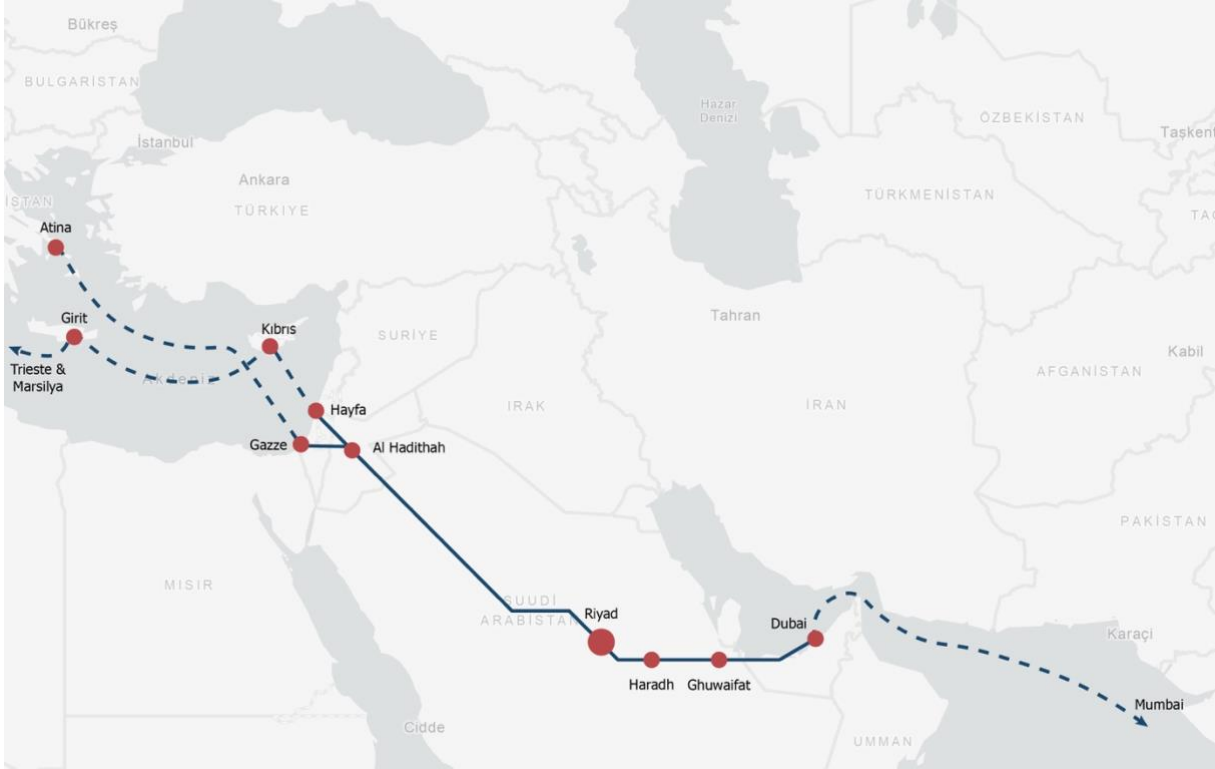 Bükreş
BULGARİSTAN
İstanbul
Hazar
Denizi
ÖZBEKİSTAN
Taşkent
Ankara
TÜRKİYE
TÜRKMENİSTAN
İSTAN
TAC
Atina
Girit
Kıbrıs
SURİYE
Tahran
Kabil
Trieste &
Marsilya
Akdeniz
AFGANİSTAN
Hayfa
IRAK
İRAN
Gazze
Al Hadithah
PAKİSTAN
MISIR
SUUDİ
ARABİSTAN
Riyad
Dubai
Karaçi
Haradh
Ghuwaifat
Mumbai
Cidde
UMMAN